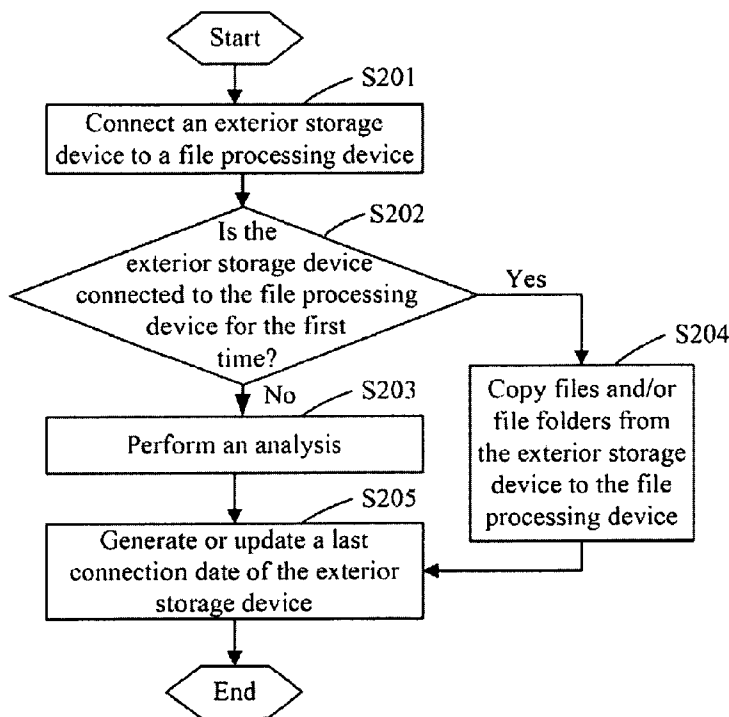 Start
S201
Connect an exterior storage
device to a file processing device
S202
Is the
exterior storage device
connected to the file processing
device for the first
time?
Yes
No
S203
Perform an analysis
S204
Copy files and/or
file folders from
the exterior storage
device to the file
processing device
S205
Generate or update a last
connection date of the exterior
storage device
End